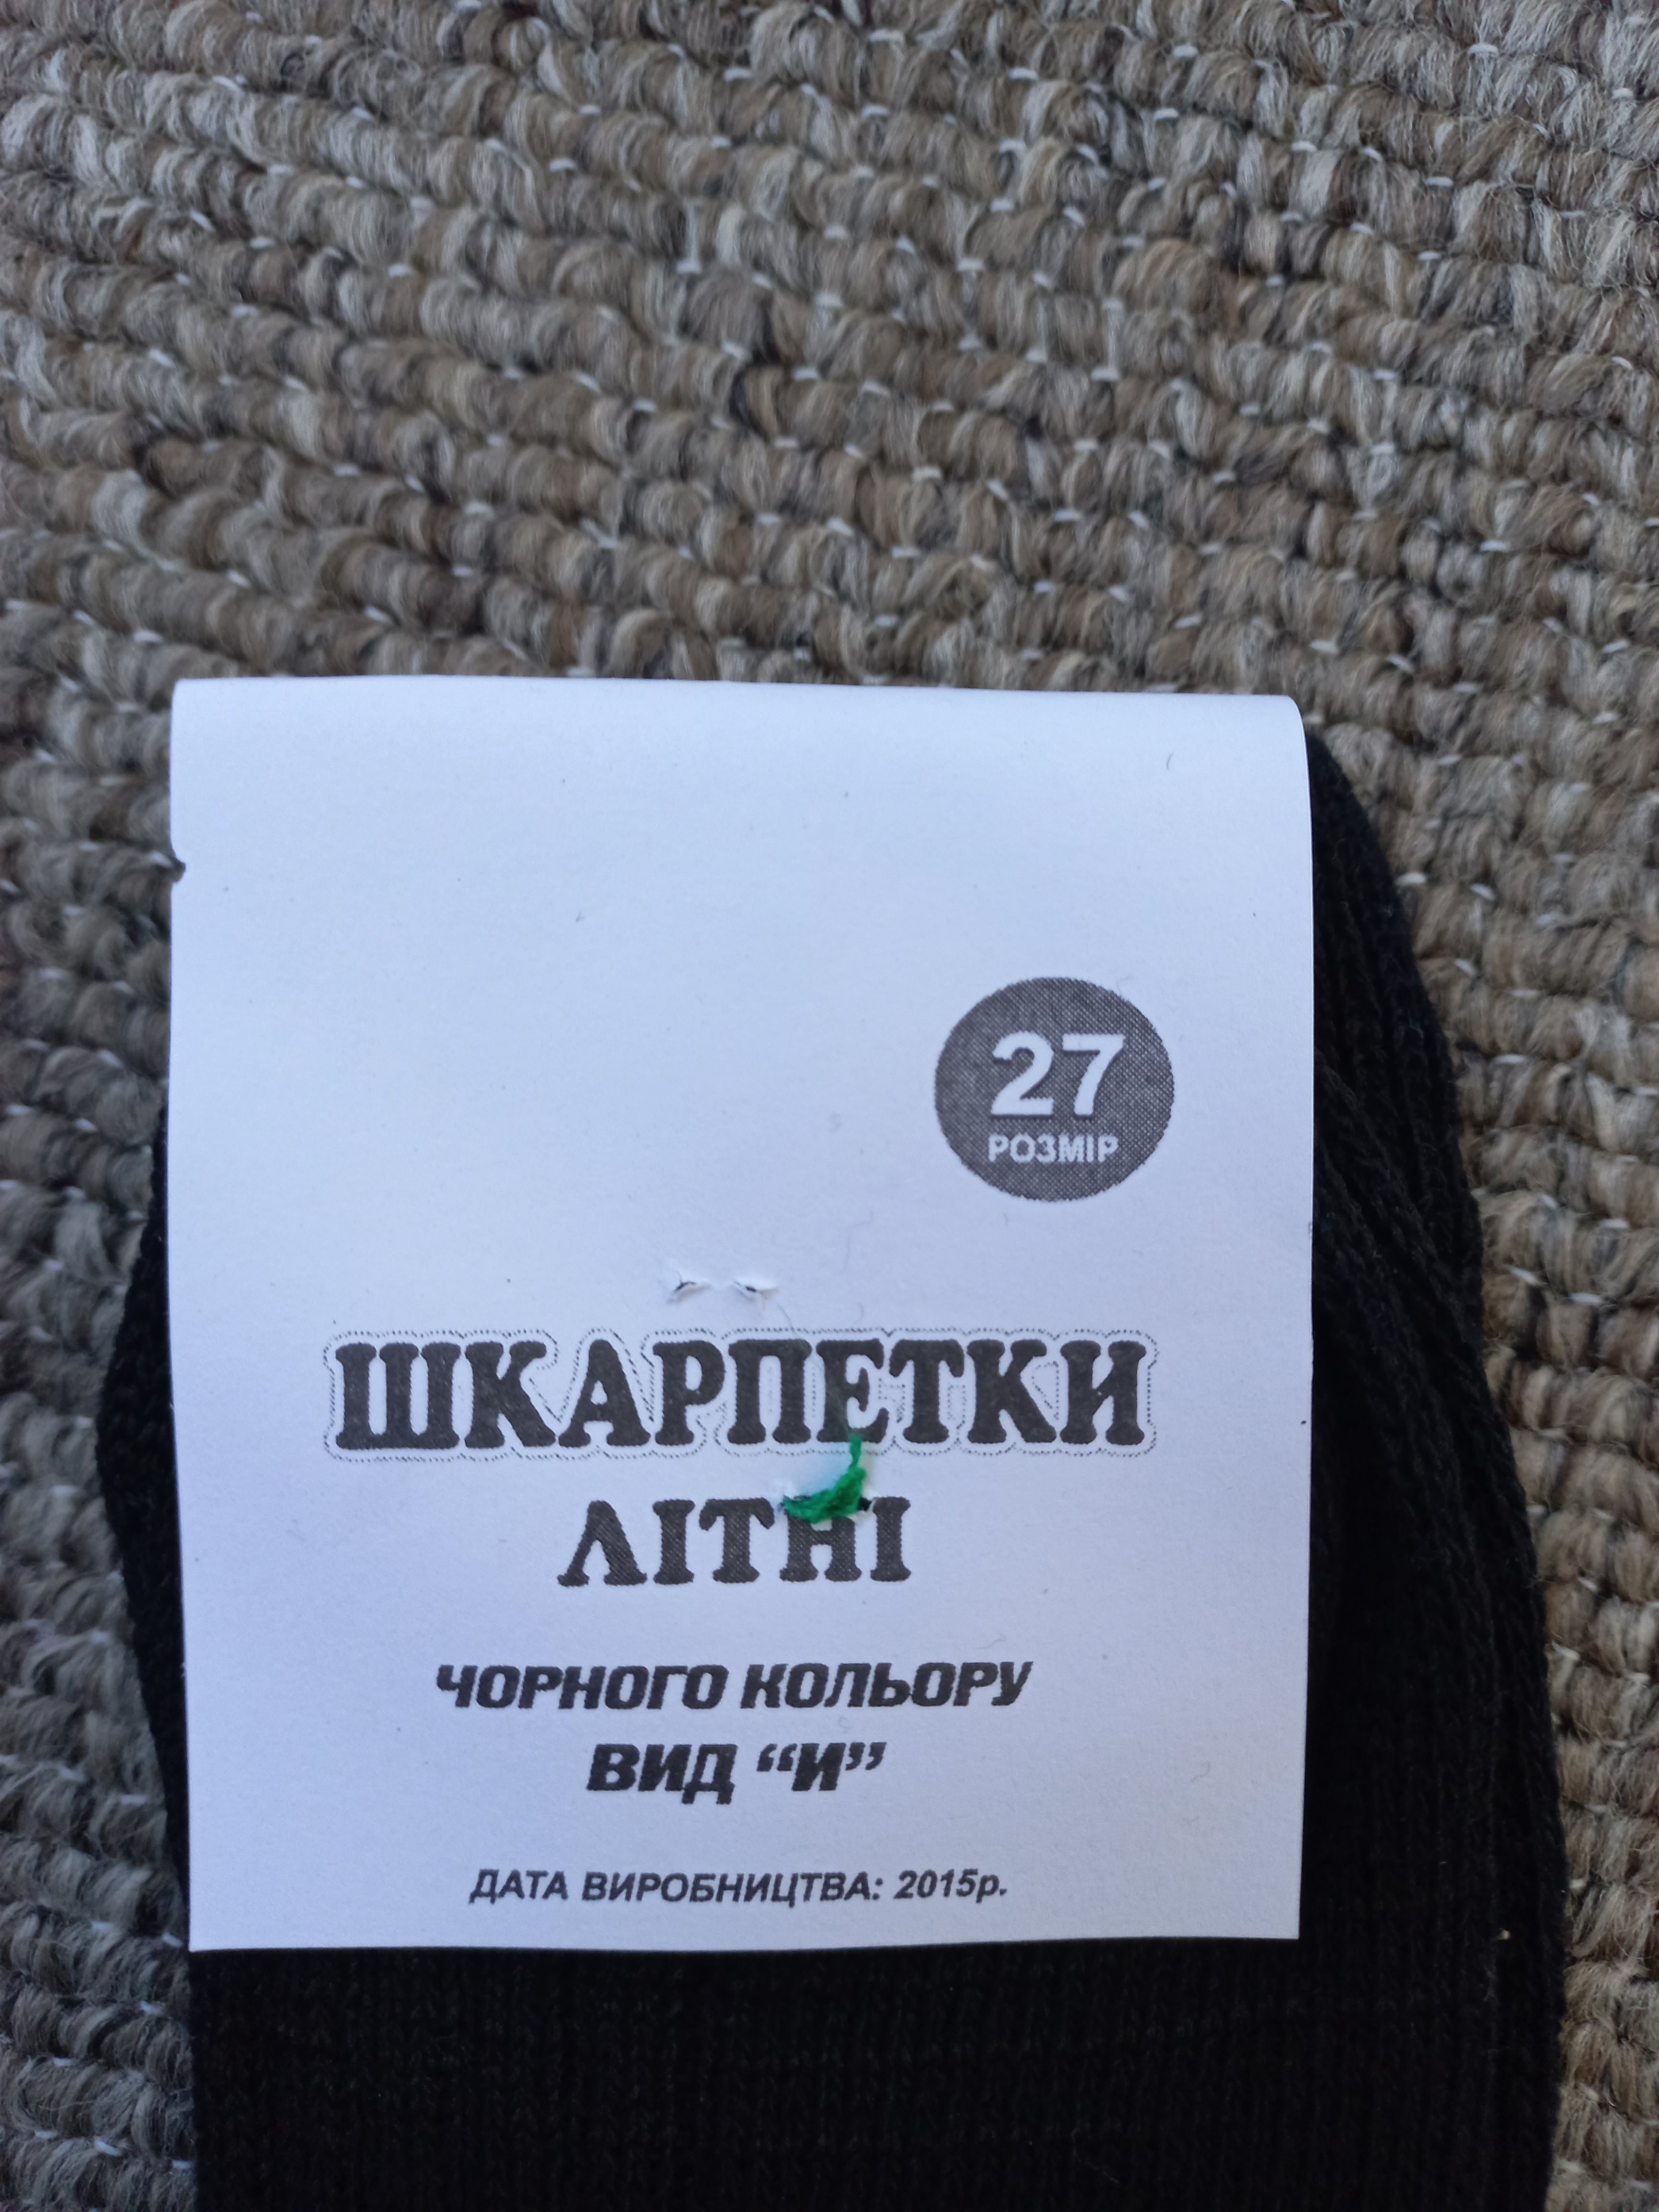 27
РОЗМІР
ШКАРПЕТКИ
ЛІТНІ
ЧОРНОГО КОЛЬОРУ
ВИД “И”
ДАТА ВИРОБНИЦТВА: 2015р.